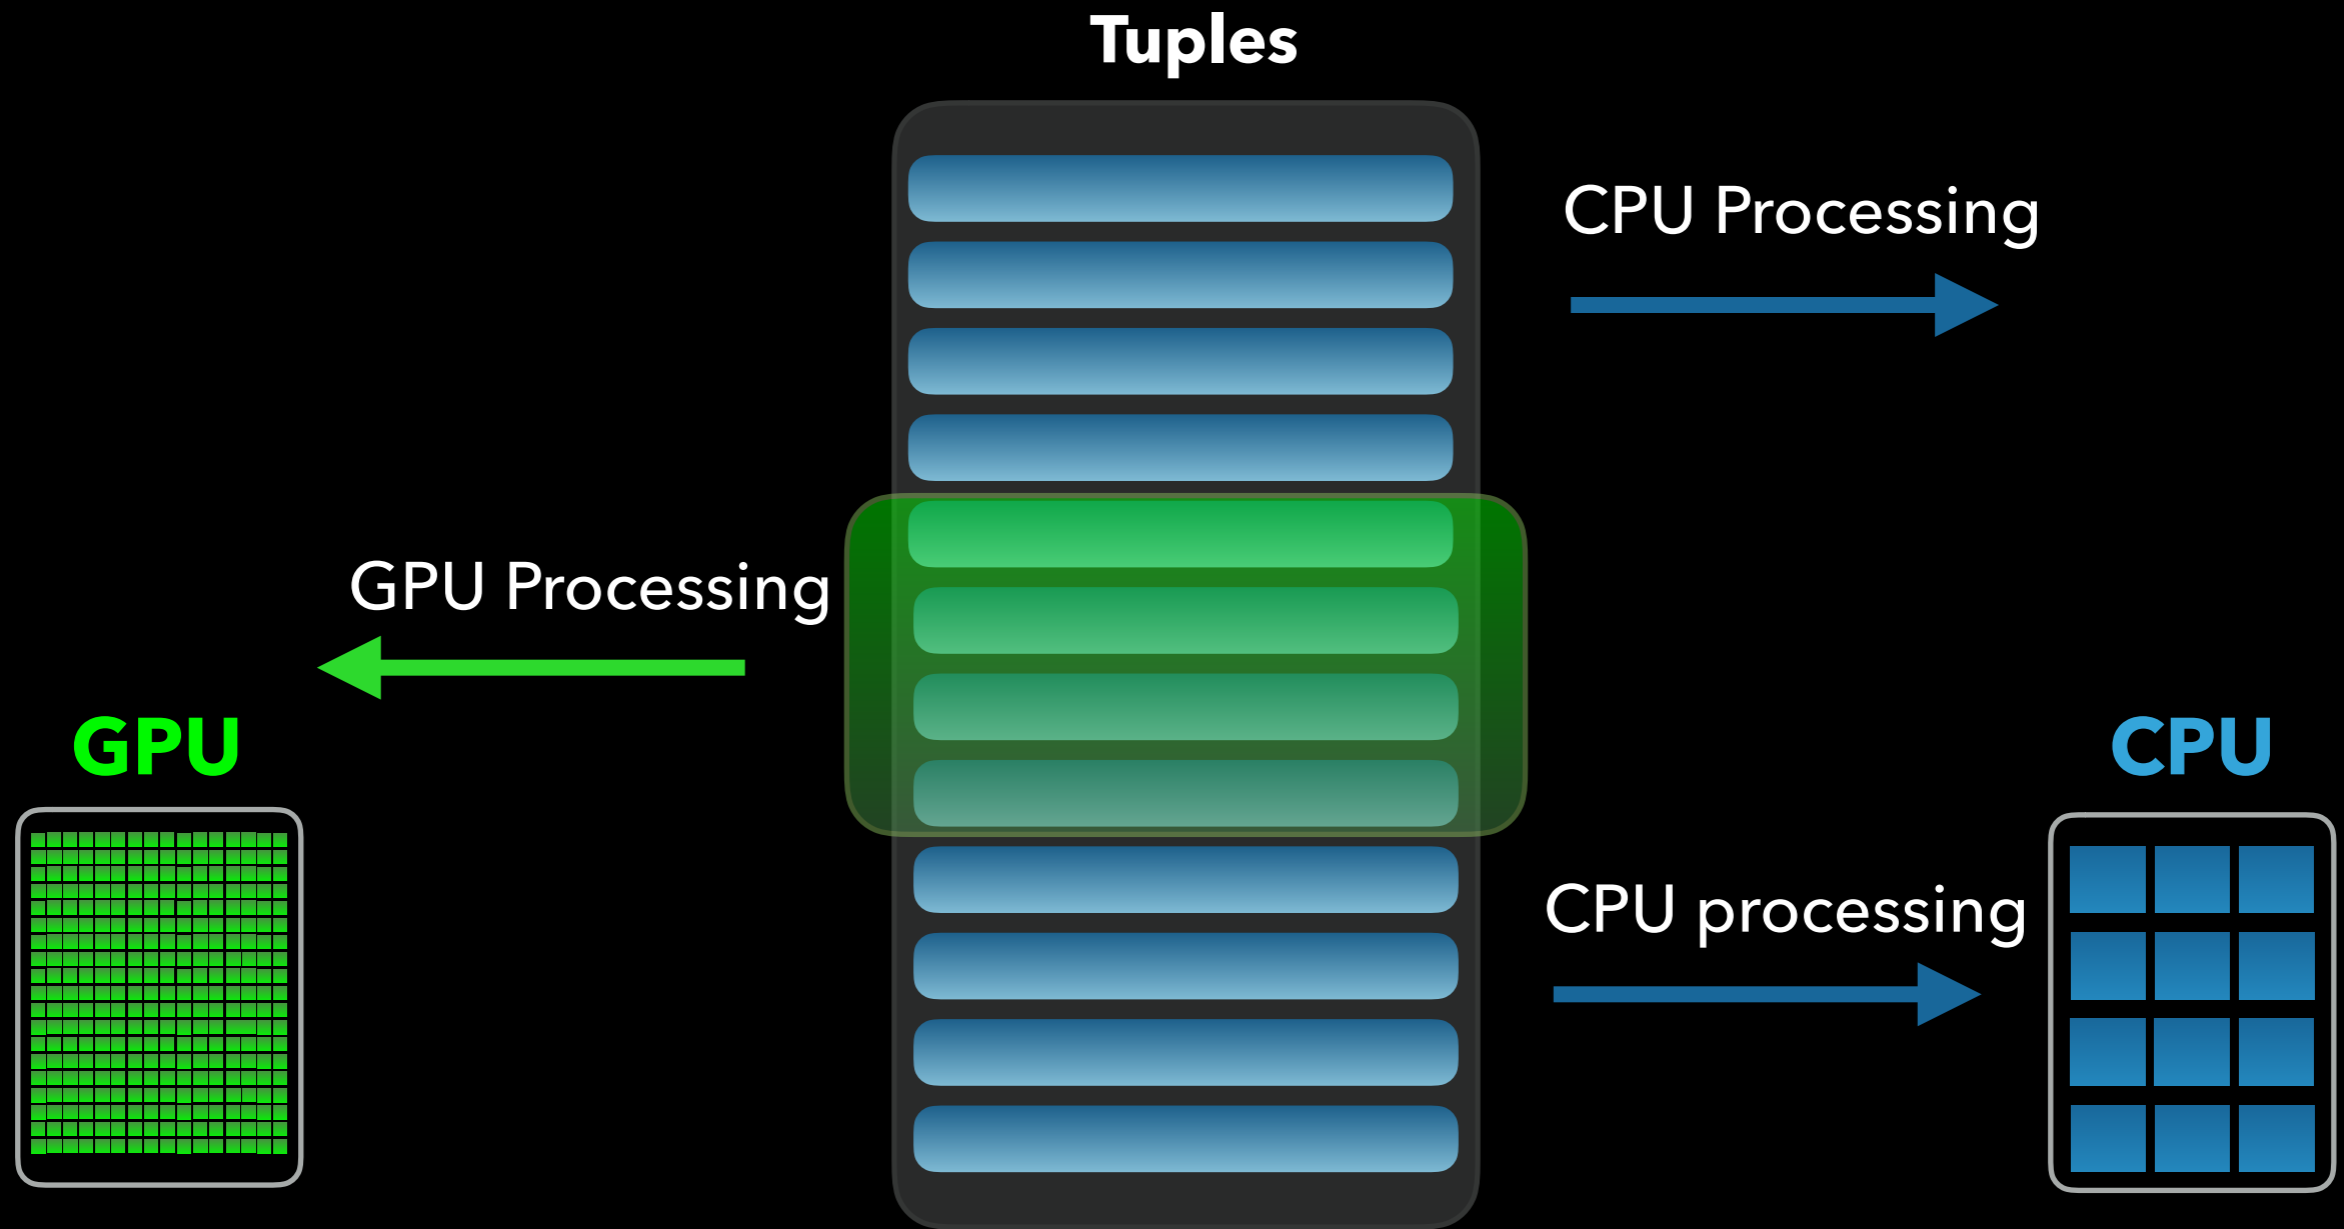 Tuples
CPU Processing
GPU Processing
GPU
CPU
CPU processing